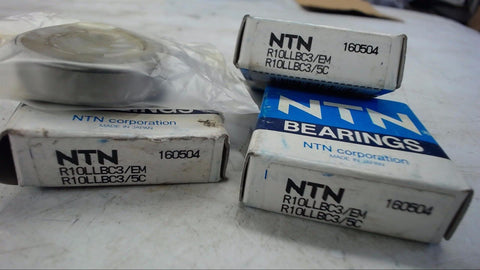 NTN 160504
R10LLBC3/EM
R10LLBC3/5C
NTN
BEARINGS
NTN corporation
MADE IN JAPAN
NTN 160504
R10LLBC3/EM
R10LLBC3/5C
NTN corporation
MADE IN JAPAN
NTN 160504
R10LLBC3/EM
R10LLBC3/5C